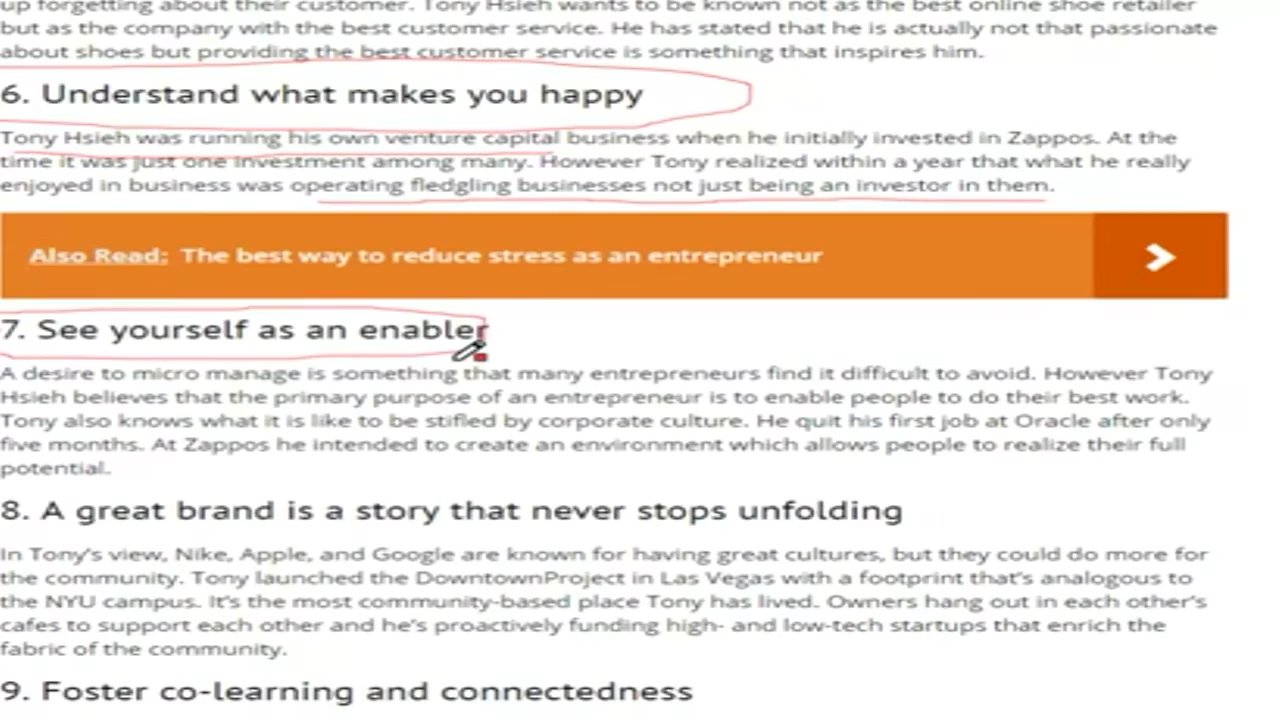 up forgetting about their customer. Tony Hsieh wants to be known not as the best online shoe retailer
but as the company with the best customer service. He has stated that he is actually not that passionate
about shoes but providing the best customer service is something that inspires him.
6. Understand what makes you happy
Tony Hsieh was running his own venture capital business when he initially invested in Zappos. At the
time it was just one investment among many. However Tony realized within a year that what he really
enjoyed in business was operating fledgling businesses not just being an investor in them.
Also Read: The best way to reduce stress as an entrepreneur
7. See yourself as an enabler
A desire to micro manage is something that many entrepreneurs find it difficult to avoid. However Tony
Hsieh believes that the primary purpose of an entrepreneur is to enable people to do their best work.
Tony also knows what it is like to be stifled by corporate culture. He quit his first job at Oracle after only
five months. At Zappos he intended to create an environment which allows people to realize their full
potential.
8. A great brand is a story that never stops unfolding
In Tony's view, Nike, Apple, and Google are known for having great cultures, but they could do more for
the community. Tony launched the DowntownProject in Las Vegas with a footprint that's analogous to
the NYU campus. It's the most community-based place Tony has lived. Owners hang out in each other's
cafes to support each other and he's proactively funding high- and low-tech startups that enrich the
fabric of the community.
9. Foster co-learning and connectedness